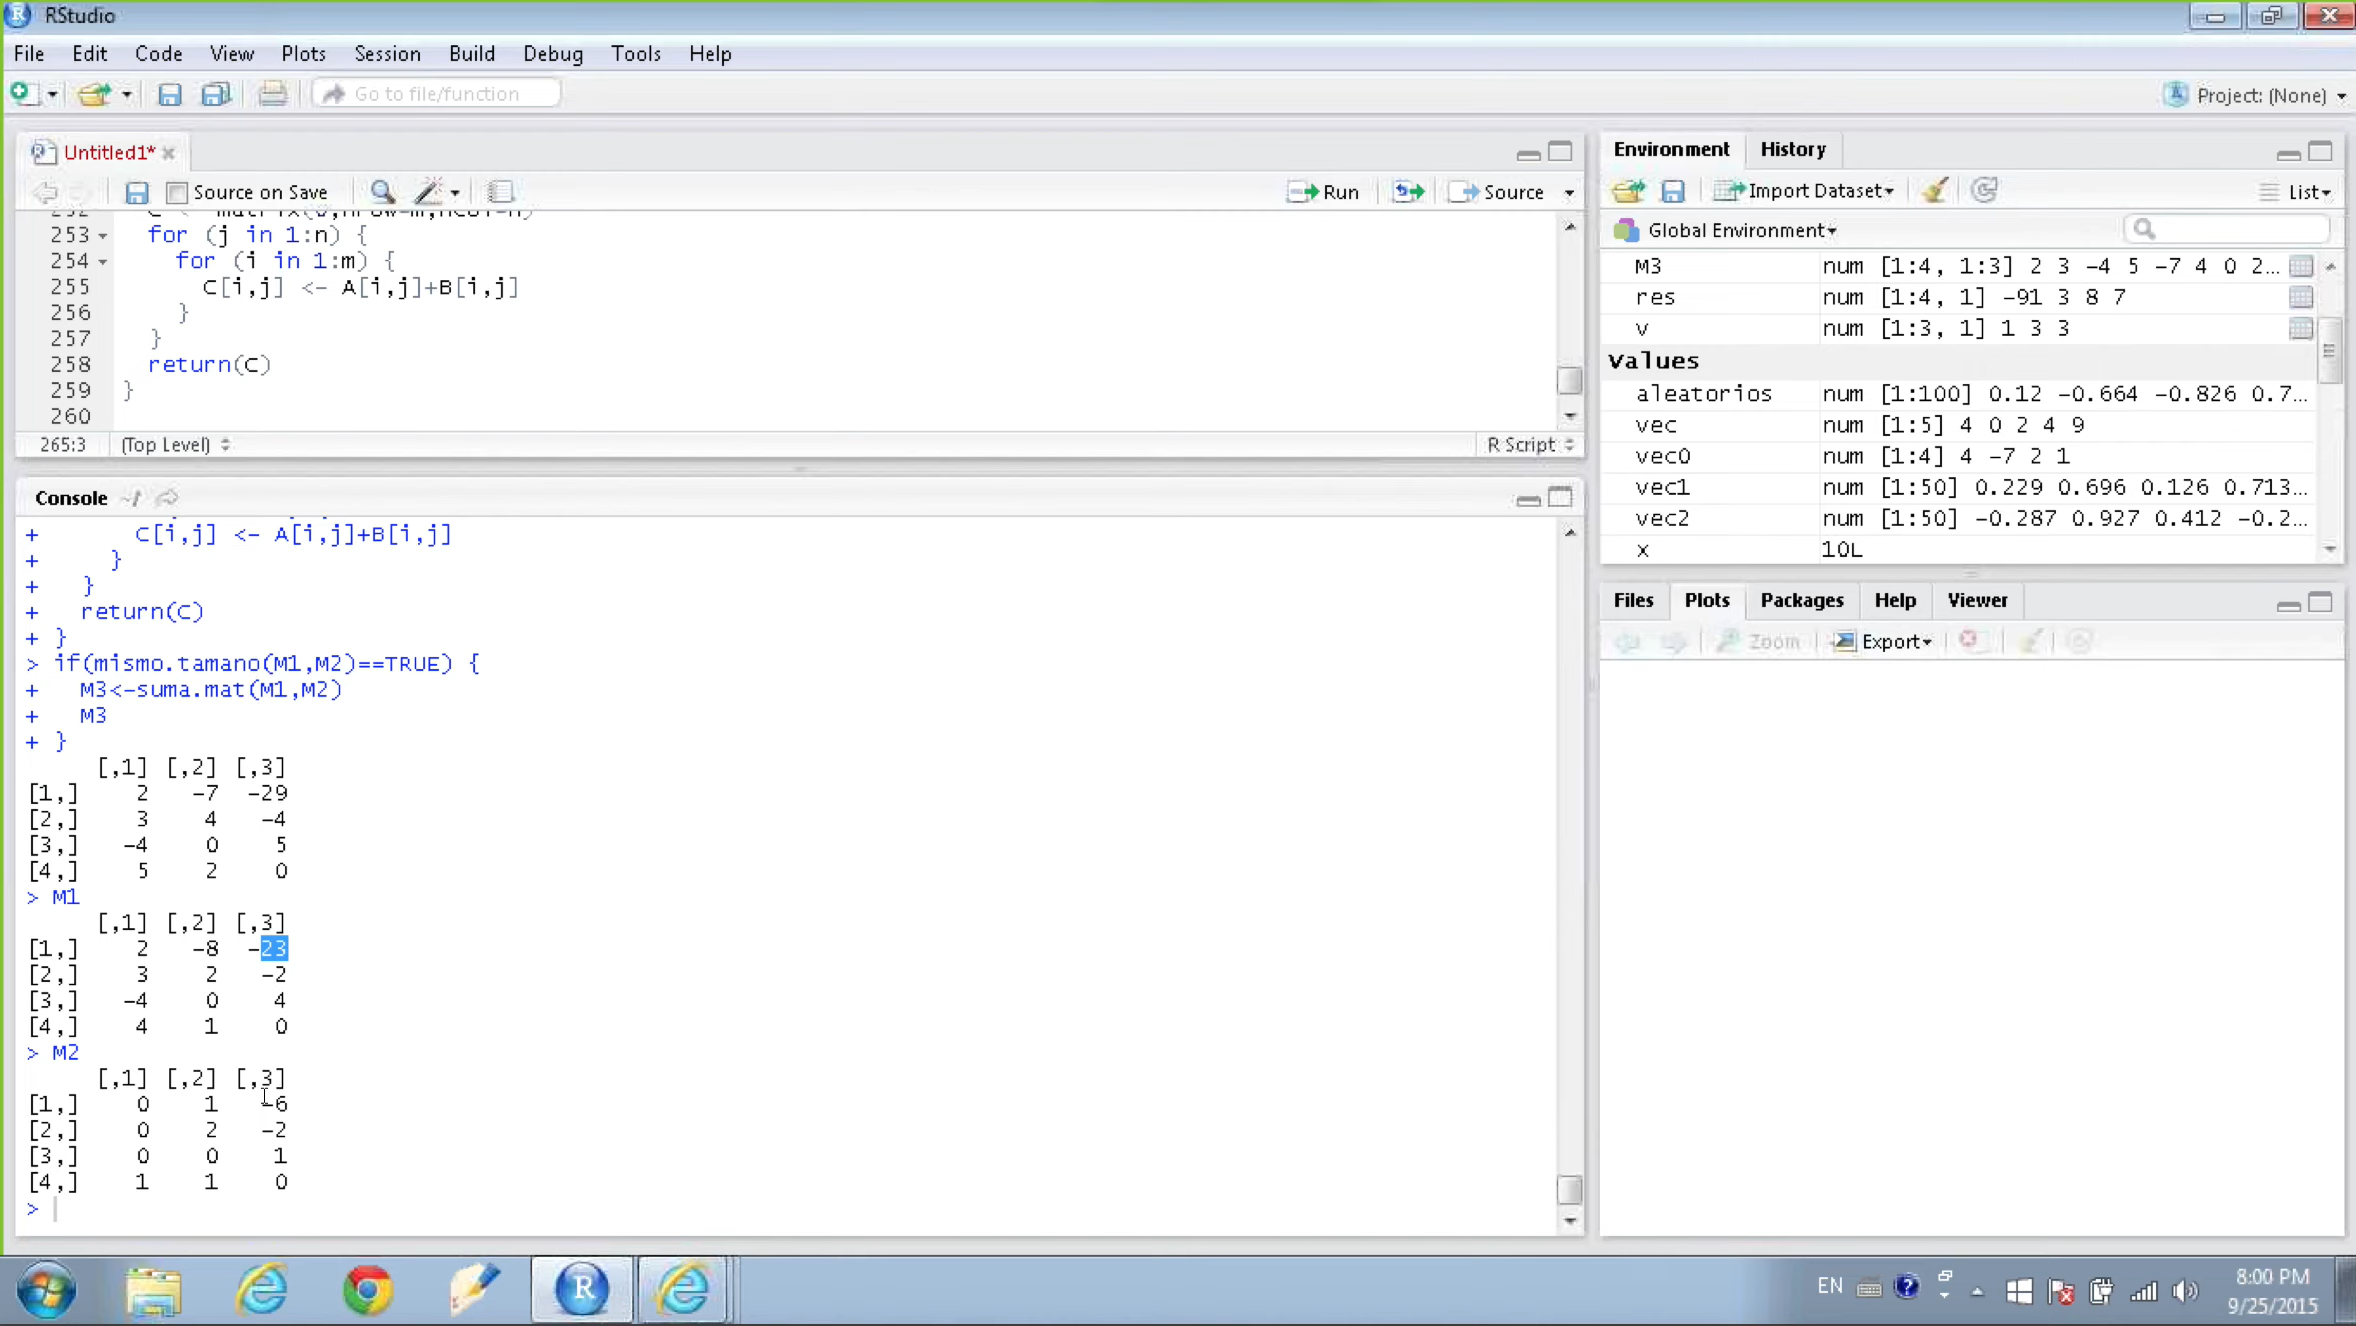 RStudio
File Edit Code View Plots Session Build Debug Tools Help
Go to file/function
Project: (None)
Untitled1*
Source on Save
Run
Source
253 for (j in 1:n) {
254 for (i in 1:m) {
255 C[i,j] <- A[i,j]+B[i,j]
256 }
257 }
258 return(C)
259 }
260
265:3 (Top Level) R Script
Console ~/
+ C[i,j] <- A[i,j]+B[i,j]
+ }
+ }
+ return(C)
+ }
> if(mismo.tamano(M1,M2)==TRUE) {
+ M3<-suma.mat(M1,M2)
+ M3
+ }
[,1] [,2] [,3]
[1,] 2 -7 -29
[2,] 3 4 -4
[3,] -4 0 5
[4,] 5 2 0
> M1
[,1] [,2] [,3]
[1,] 2 -8 -23
[2,] 3 2 -2
[3,] -4 0 4
[4,] 4 1 0
> M2
[,1] [,2] [,3]
[1,] 0 1 -6
[2,] 0 2 -2
[3,] 0 0 1
[4,] 1 1 0
>
Environment History
Import Dataset
List
Global Environment
M3 num [1:4, 1:3] 2 3 -4 5 -7 4 0 2...
res num [1:4, 1] -91 3 8 7
v num [1:3, 1] 1 3 3
Values
aleatorios num [1:100] 0.12 -0.664 -0.826 0.7...
vec num [1:5] 4 0 2 4 9
vec0 num [1:4] 4 -7 2 1
vec1 num [1:50] 0.229 0.696 0.126 0.713...
vec2 num [1:50] -0.287 0.927 0.412 -0.2...
x 10L
Files Plots Packages Help Viewer
Zoom Export
EN
8:00 PM
9/25/2015